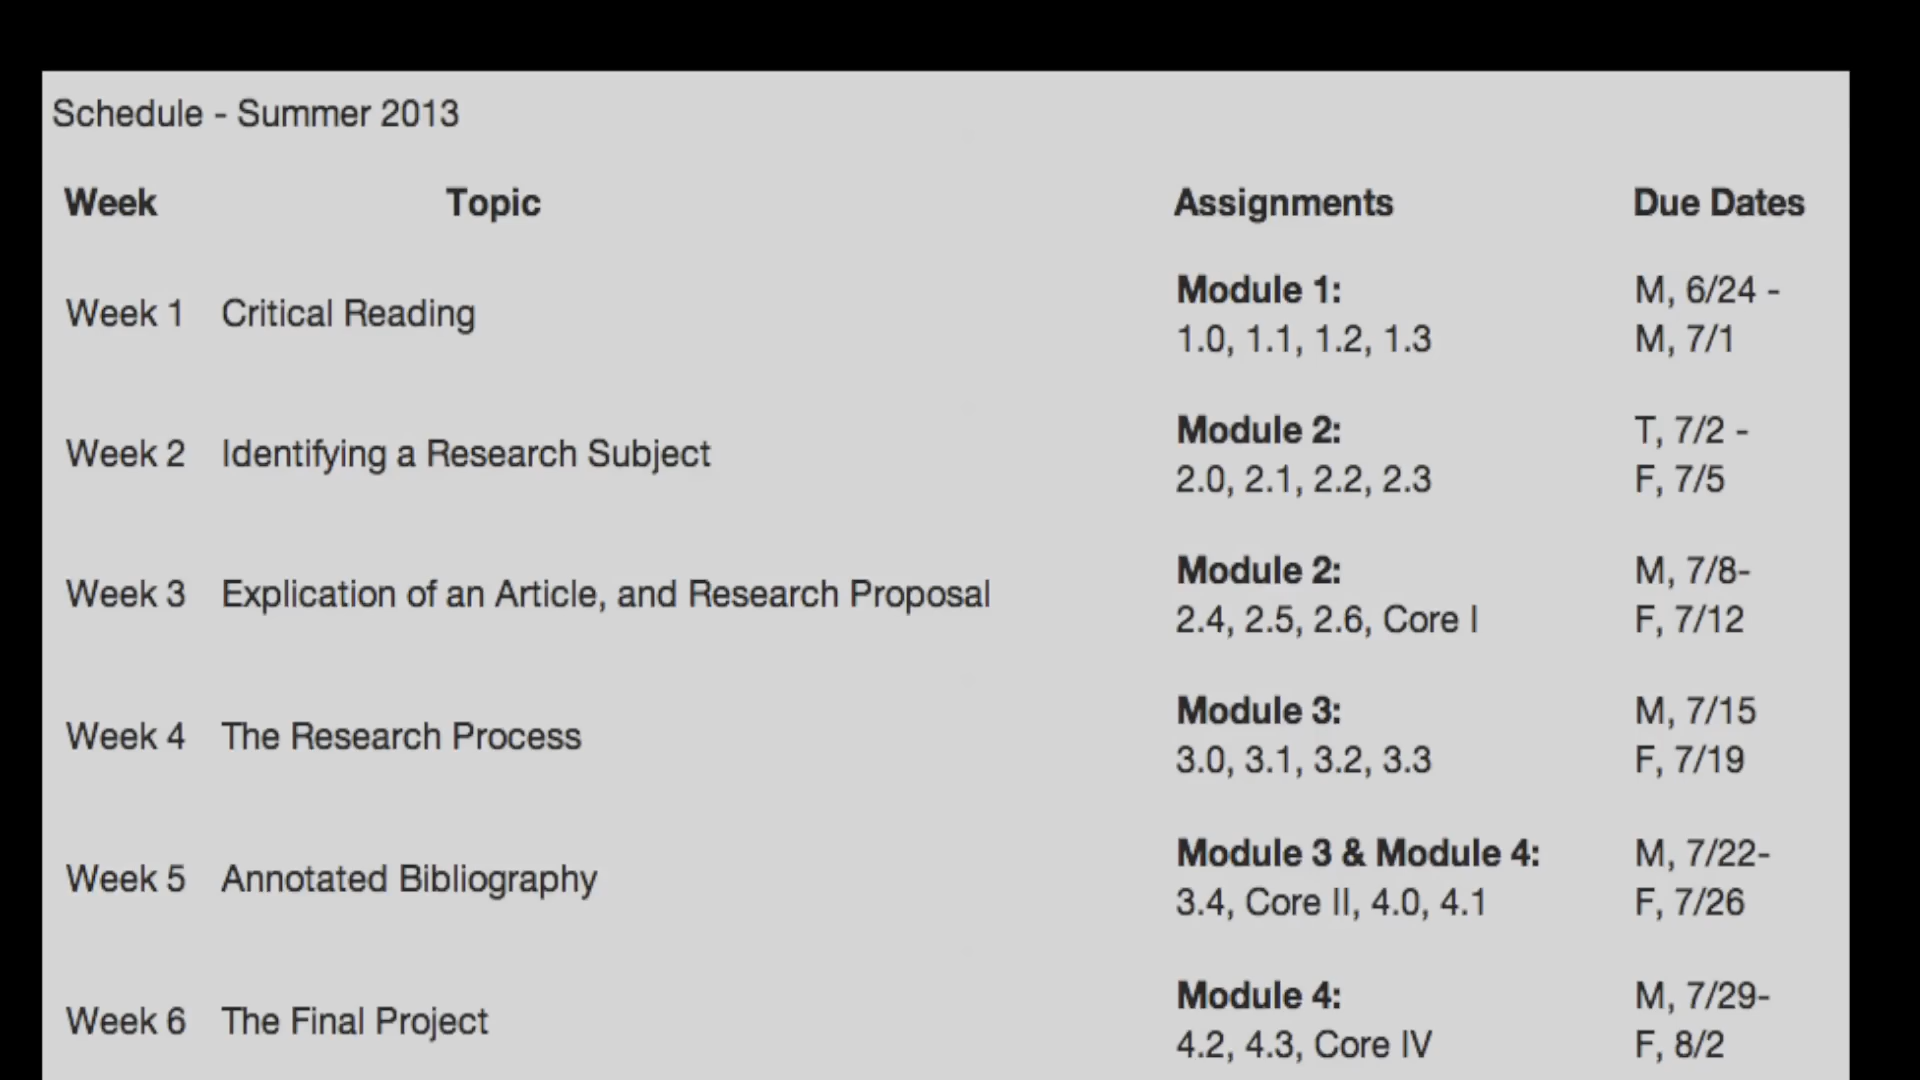 Schedule - Summer 2013
Week Topic Assignments Due Dates
Week 1 Critical Reading
Module 1:
1.0, 1.1, 1.2, 1.3
M, 6/24 -
M, 7/1
Week 2 Identifying a Research Subject
Module 2:
2.0, 2.1, 2.2, 2.3
T, 7/2 -
F, 7/5
Week 3 Explication of an Article, and Research Proposal
Module 2:
2.4, 2.5, 2.6, Core I
M, 7/8-
F, 7/12
Week 4 The Research Process
Module 3:
3.0, 3.1, 3.2, 3.3
M, 7/15
F, 7/19
Week 5 Annotated Bibliography
Module 3 & Module 4:
3.4, Core II, 4.0, 4.1
M, 7/22-
F, 7/26
Week 6 The Final Project
Module 4:
4.2, 4.3, Core IV
M, 7/29-
F, 8/2